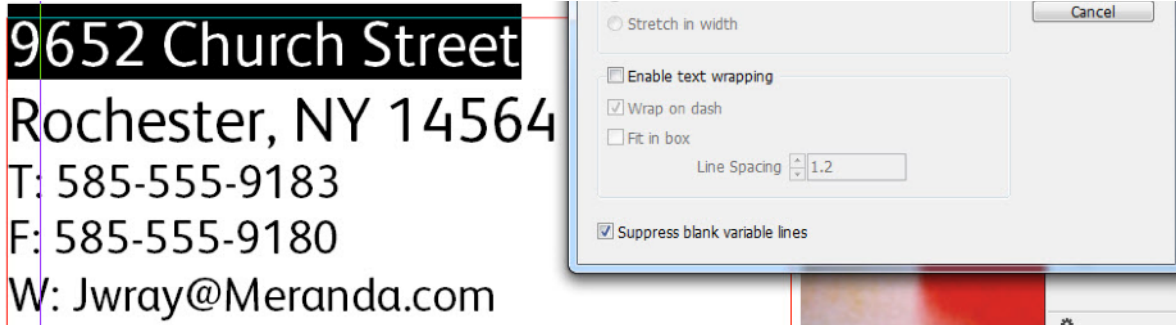 9652 Church Street
Rochester, NY 14564
T: 585-555-9183
F: 585-555-9180
W: Jwray@Meranda.com
Cancel
Stretch in width
Enable text wrapping
Wrap on dash
Fit in box
Line Spacing 1.2
Suppress blank variable lines